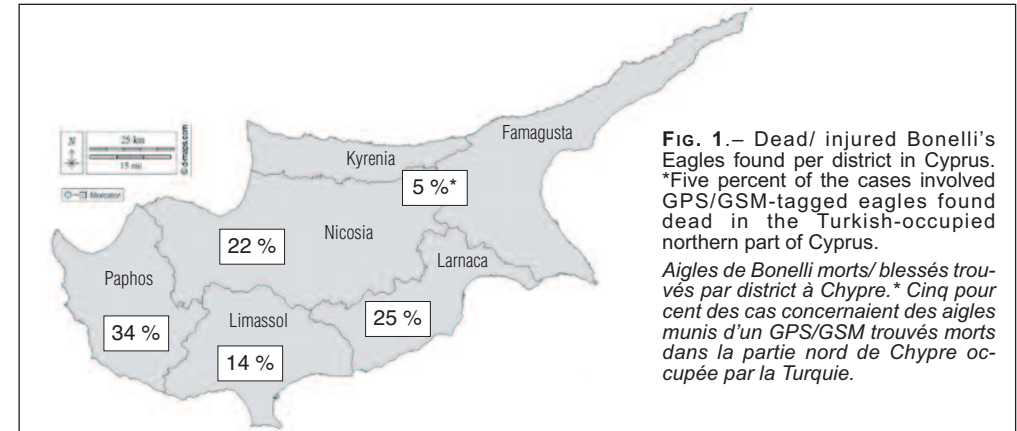 Famagusta
Kyrenia
5 %*
Nicosia
22 %
Larnaca
Paphos
25 %
Limassol
34 %
14 %
N
25 km
15 mi.
© d-maps.com
Mercator
FIG. 1.– Dead/ injured Bonelli's
Eagles found per district in Cyprus.
*Five percent of the cases involved
GPS/GSM-tagged eagles found
dead in the Turkish-occupied
northern part of Cyprus.
Aigles de Bonelli morts/ blessés trou-
vés par district à Chypre.* Cinq pour
cent des cas concernaient des aigles
munis d'un GPS/GSM trouvés morts
dans la partie nord de Chypre oc-
cupée par la Turquie.